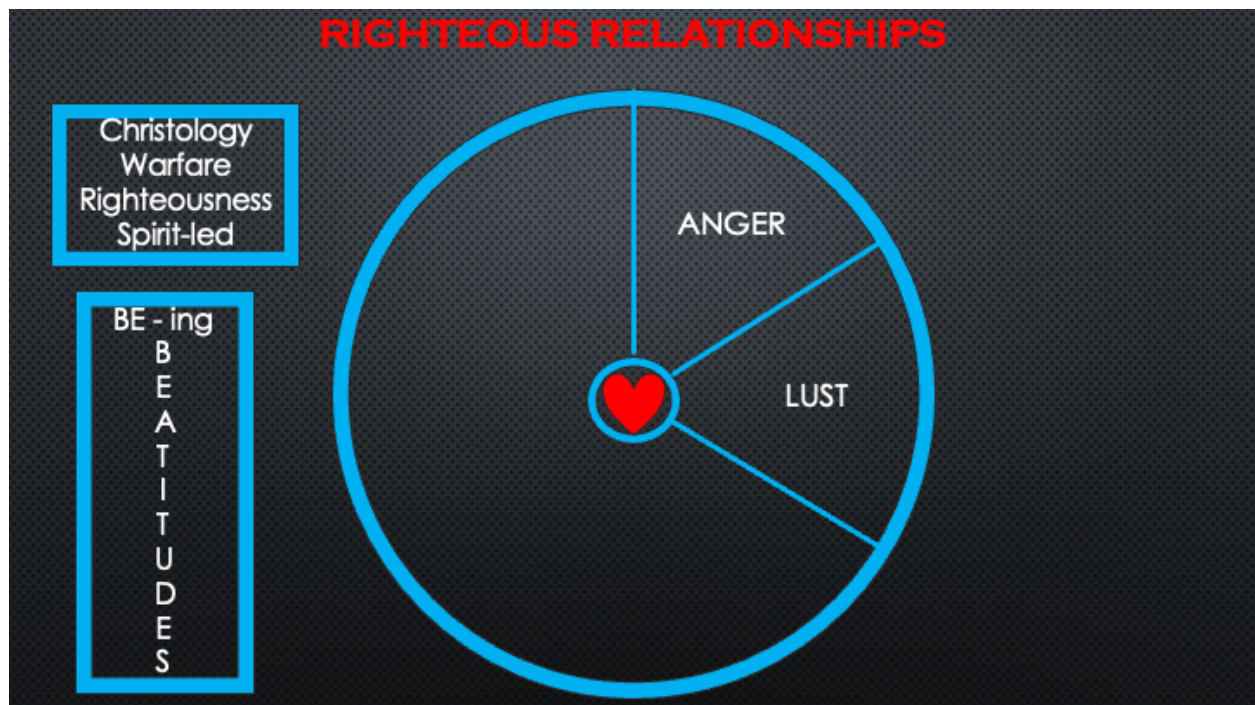 RIGHTEOUS RELATIONSHIPS
Christology
Warfare
Righteousness
Spirit-led
BE - ing
B
E
A
T
I
T
U
D
E
S
ANGER
LUST